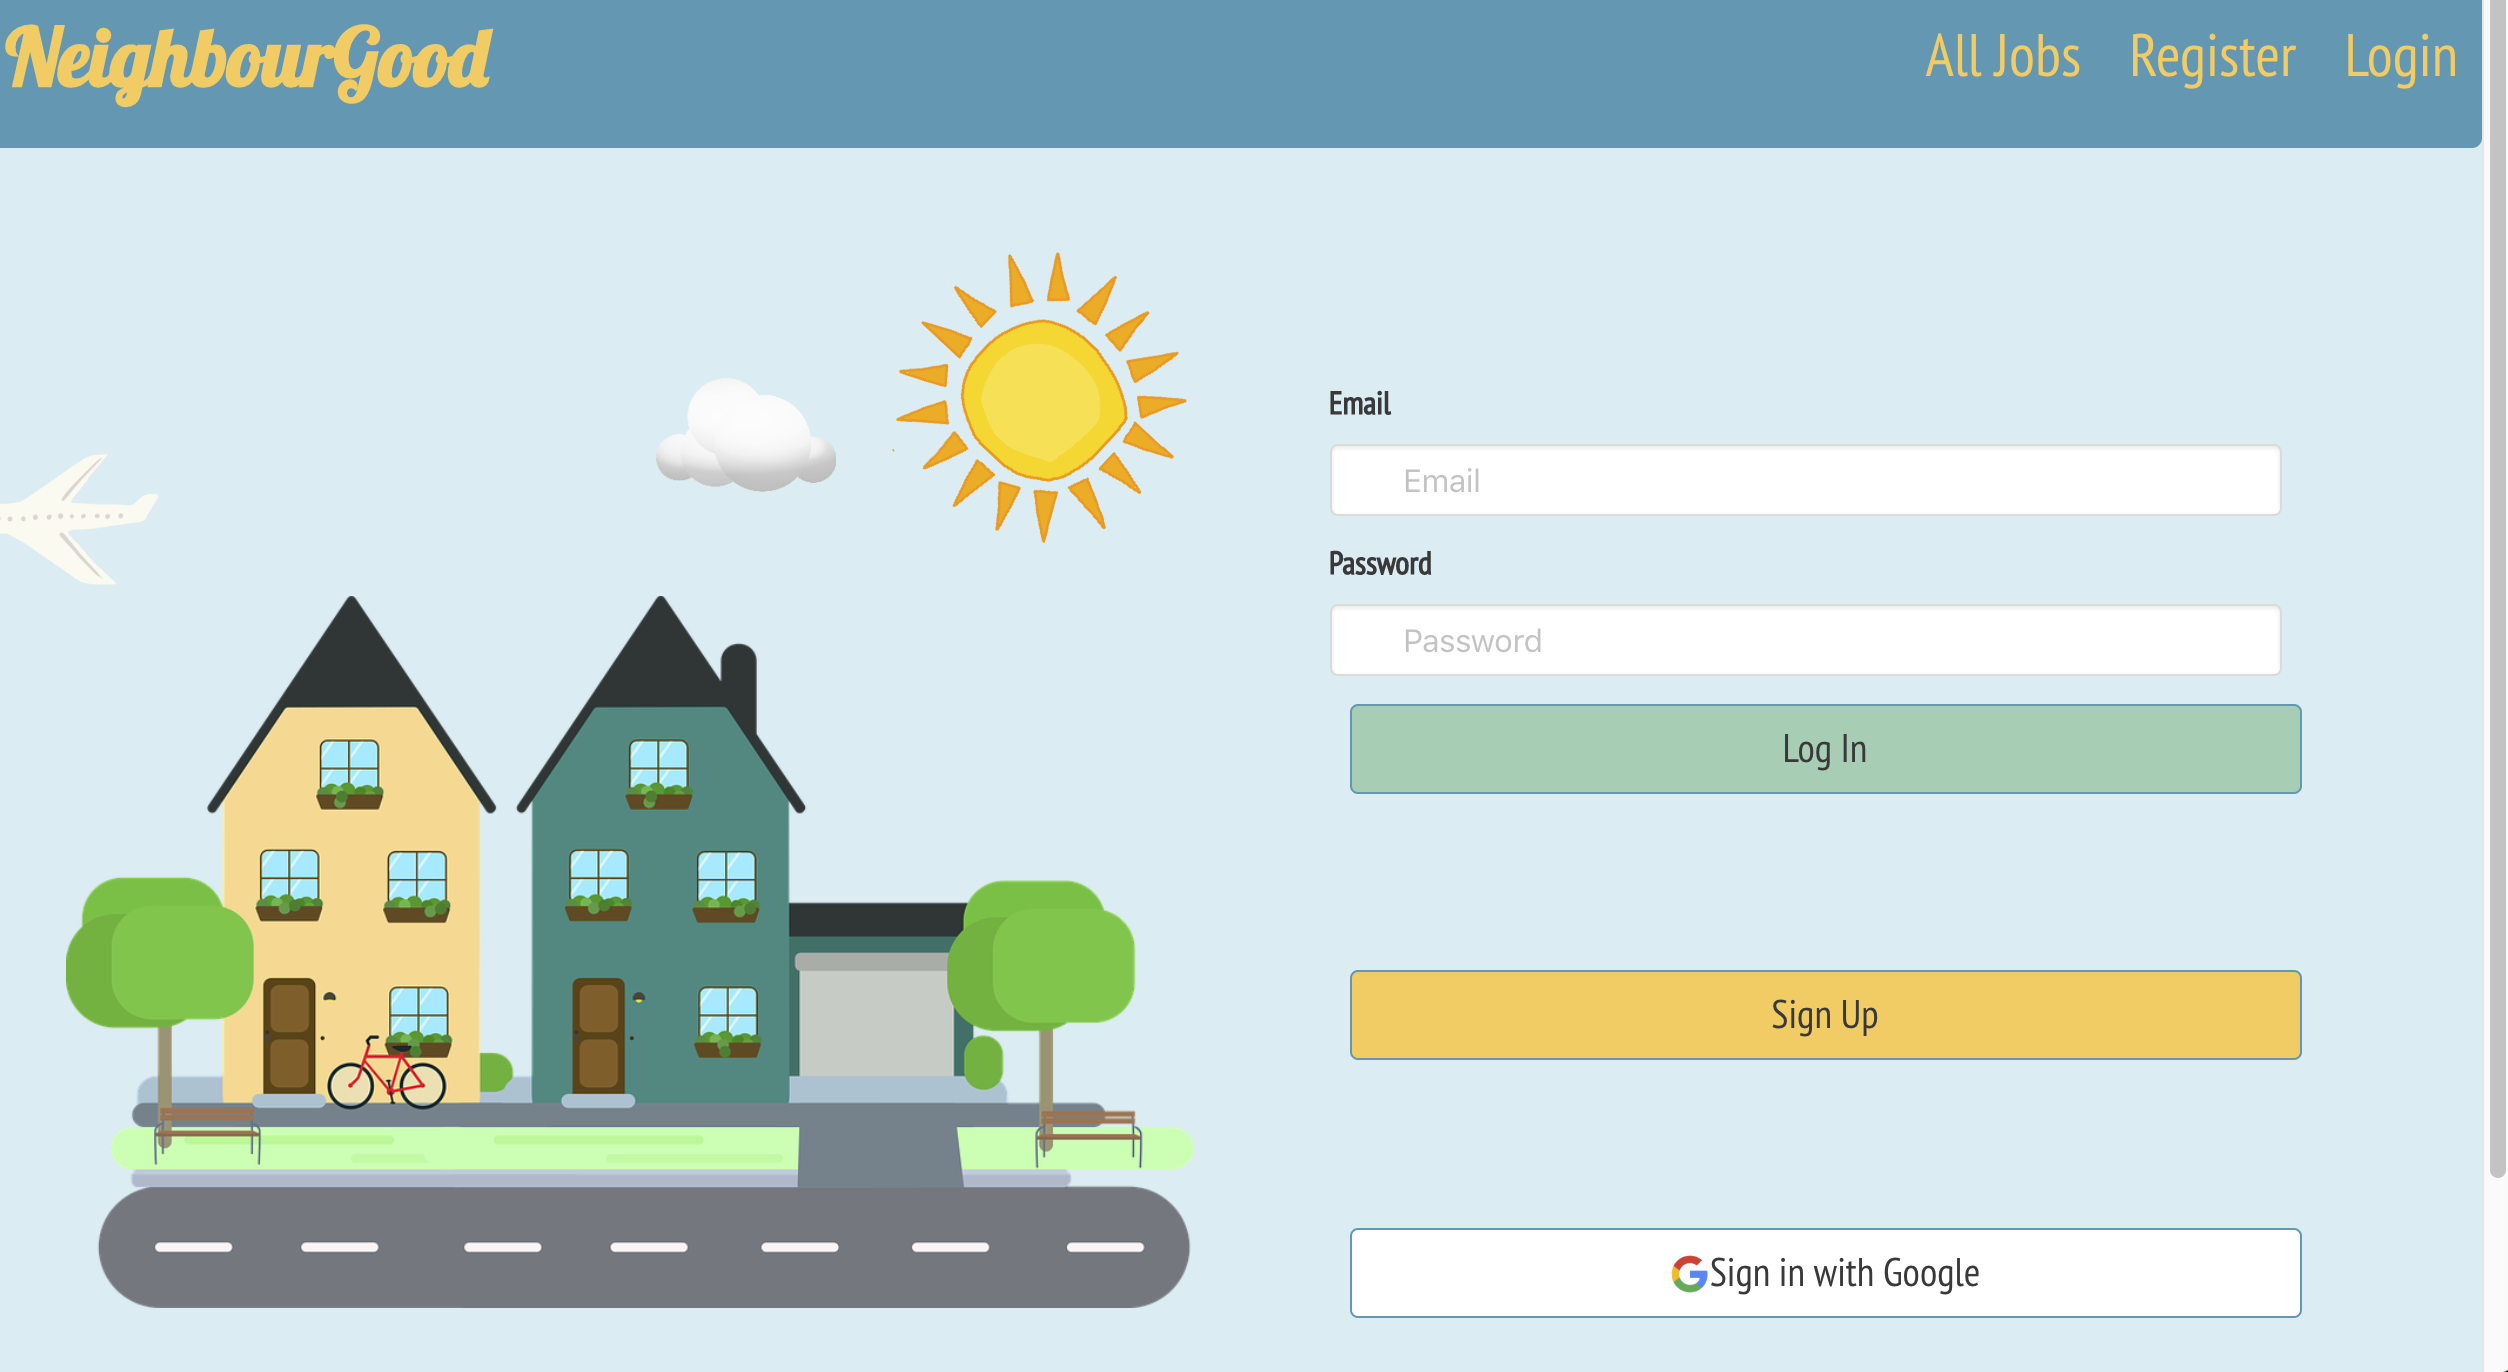 NeighbourGood
All Jobs Register Login
Email
Email
Password
Password
Log In
Sign Up
Sign in with Google